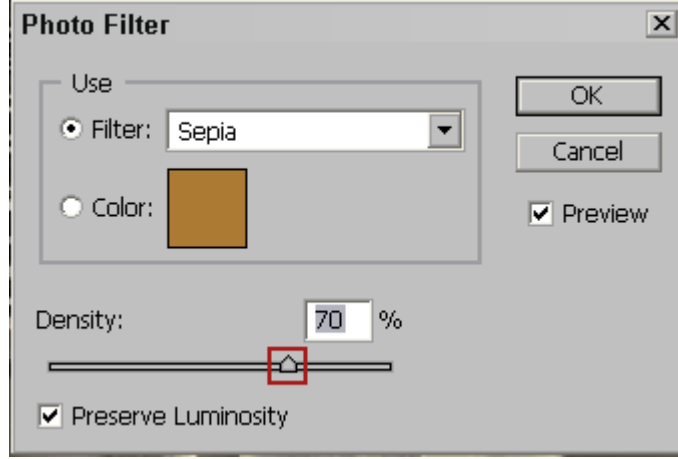 Photo Filter
Use
Filter: Sepia
Color:
OK
Cancel
Preview
Density: 70 %
Preserve Luminosity